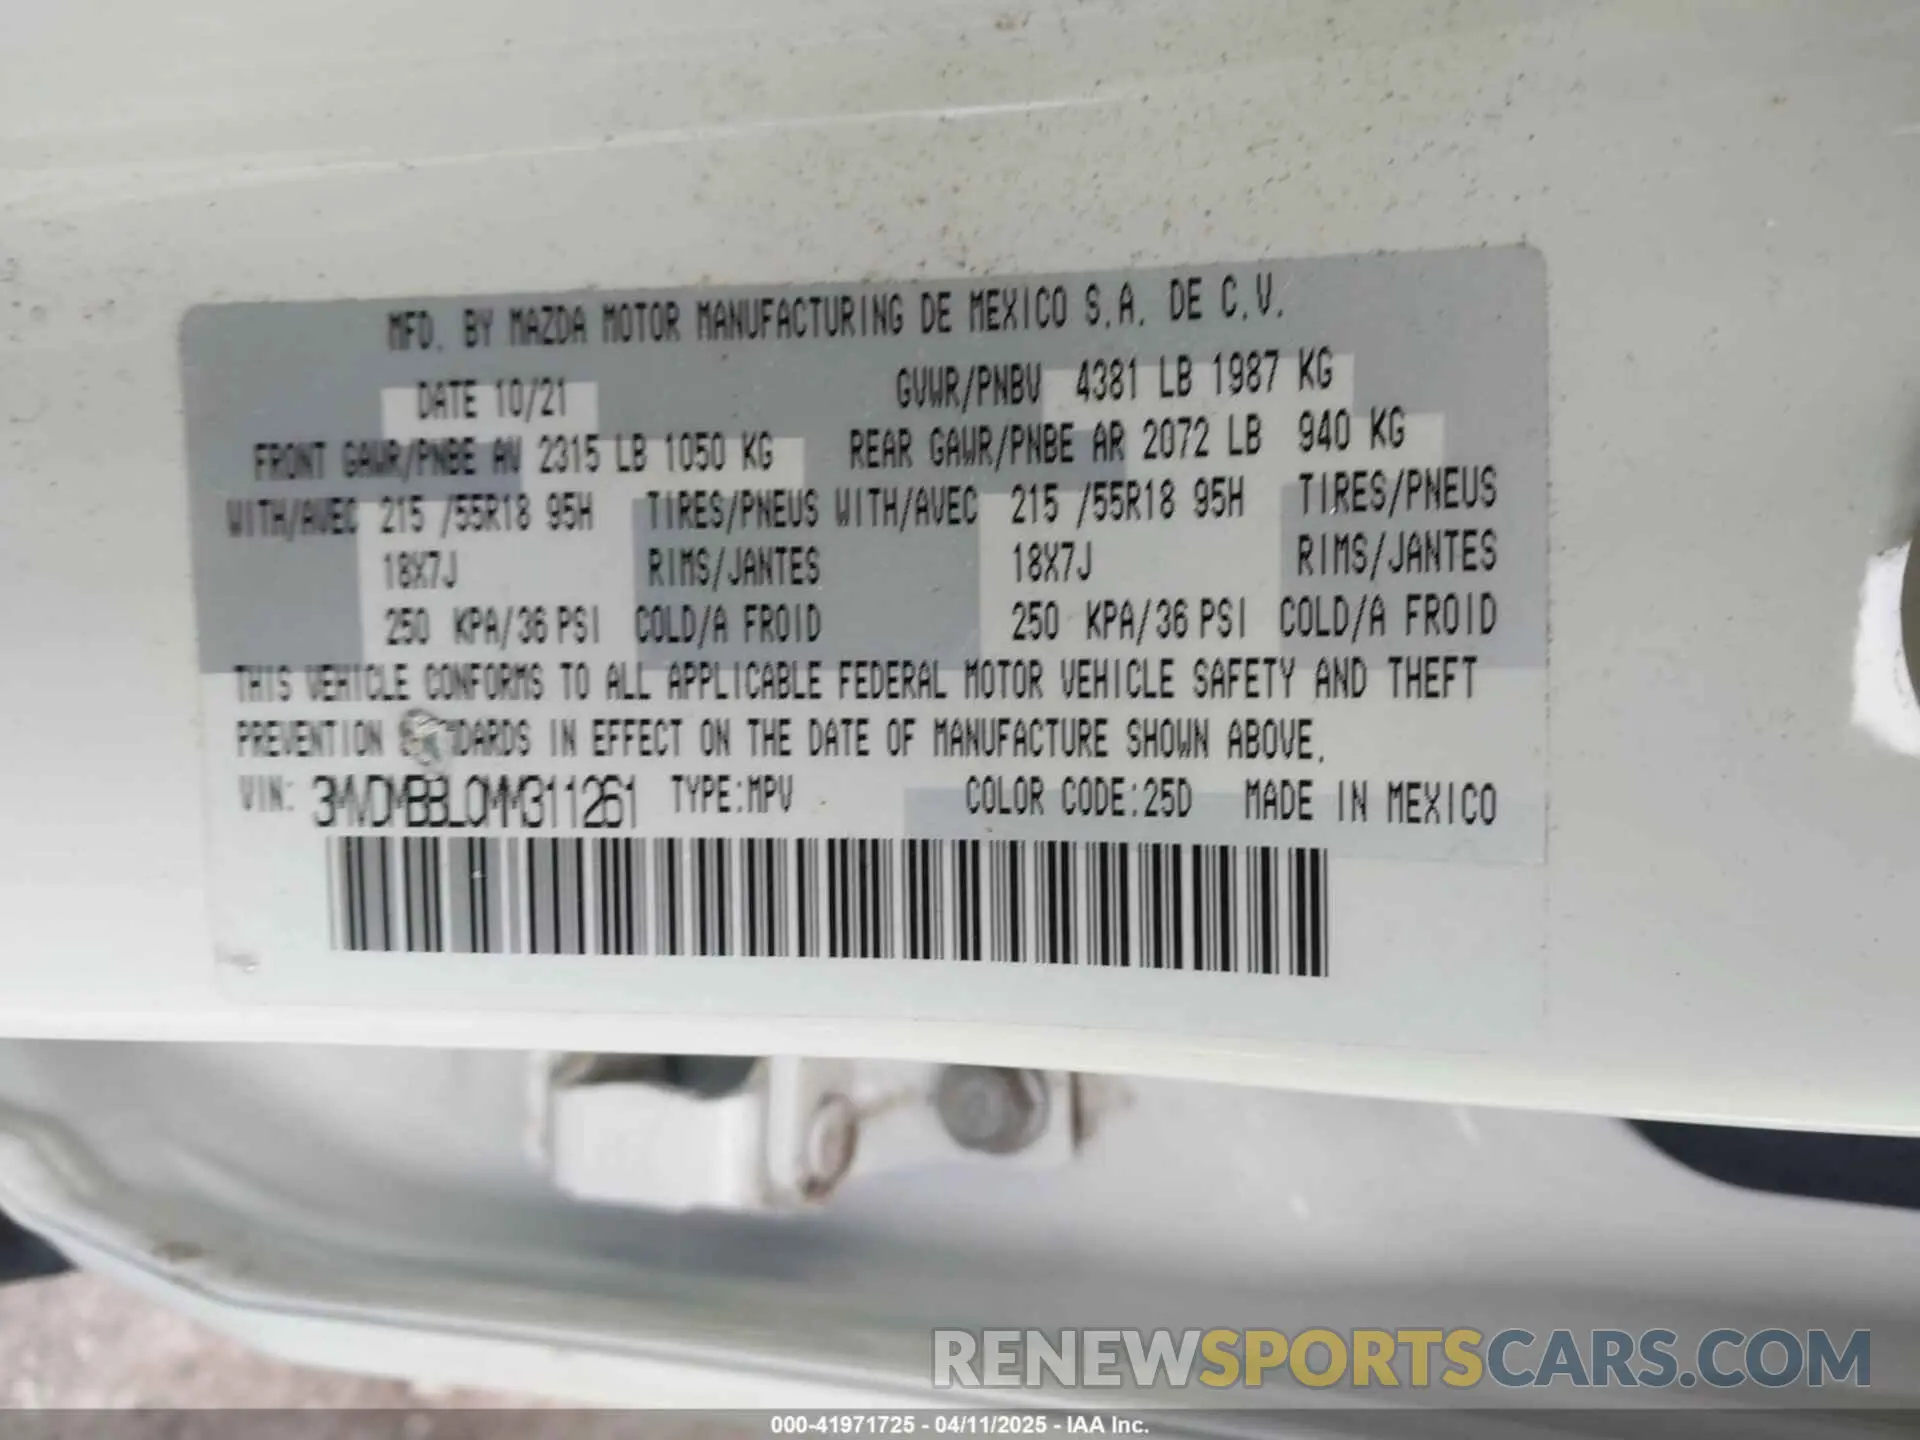 MFD. BY MAZDA MOTOR MANUFACTURING DE MEXICO S.A. DE C.V.
DATE 10/21 GVWR/PNBV 4381 LB 1987 KG
FRONT GAWR/PNBE AV 2315 LB 1050 KG REAR GAWR/PNBE AR 2072 LB 940 KG
WITH/AVEC 215 /55R18 95H TIRES/PNEUS WITH/AVEC 215 /55R18 95H TIRES/PNEUS
18X7J RIMS/JANTES 18X7J RIMS/JANTES
250 KPA/36 PSI COLD/A FROID 250 KPA/36 PSI COLD/A FROID
THIS VEHICLE CONFORMS TO ALL APPLICABLE FEDERAL MOTOR VEHICLE SAFETY AND THEFT
PREVENTION IN EFFECT ON THE DATE OF MANUFACTURE SHOWN ABOVE.
VIN: 3MVDMBBL0MM311261 TYPE:MPV COLOR CODE:25D MADE IN MEXICO
RENEWSPORTSCARS.COM
000-41971725 - 04/11/2025 - IAA Inc.